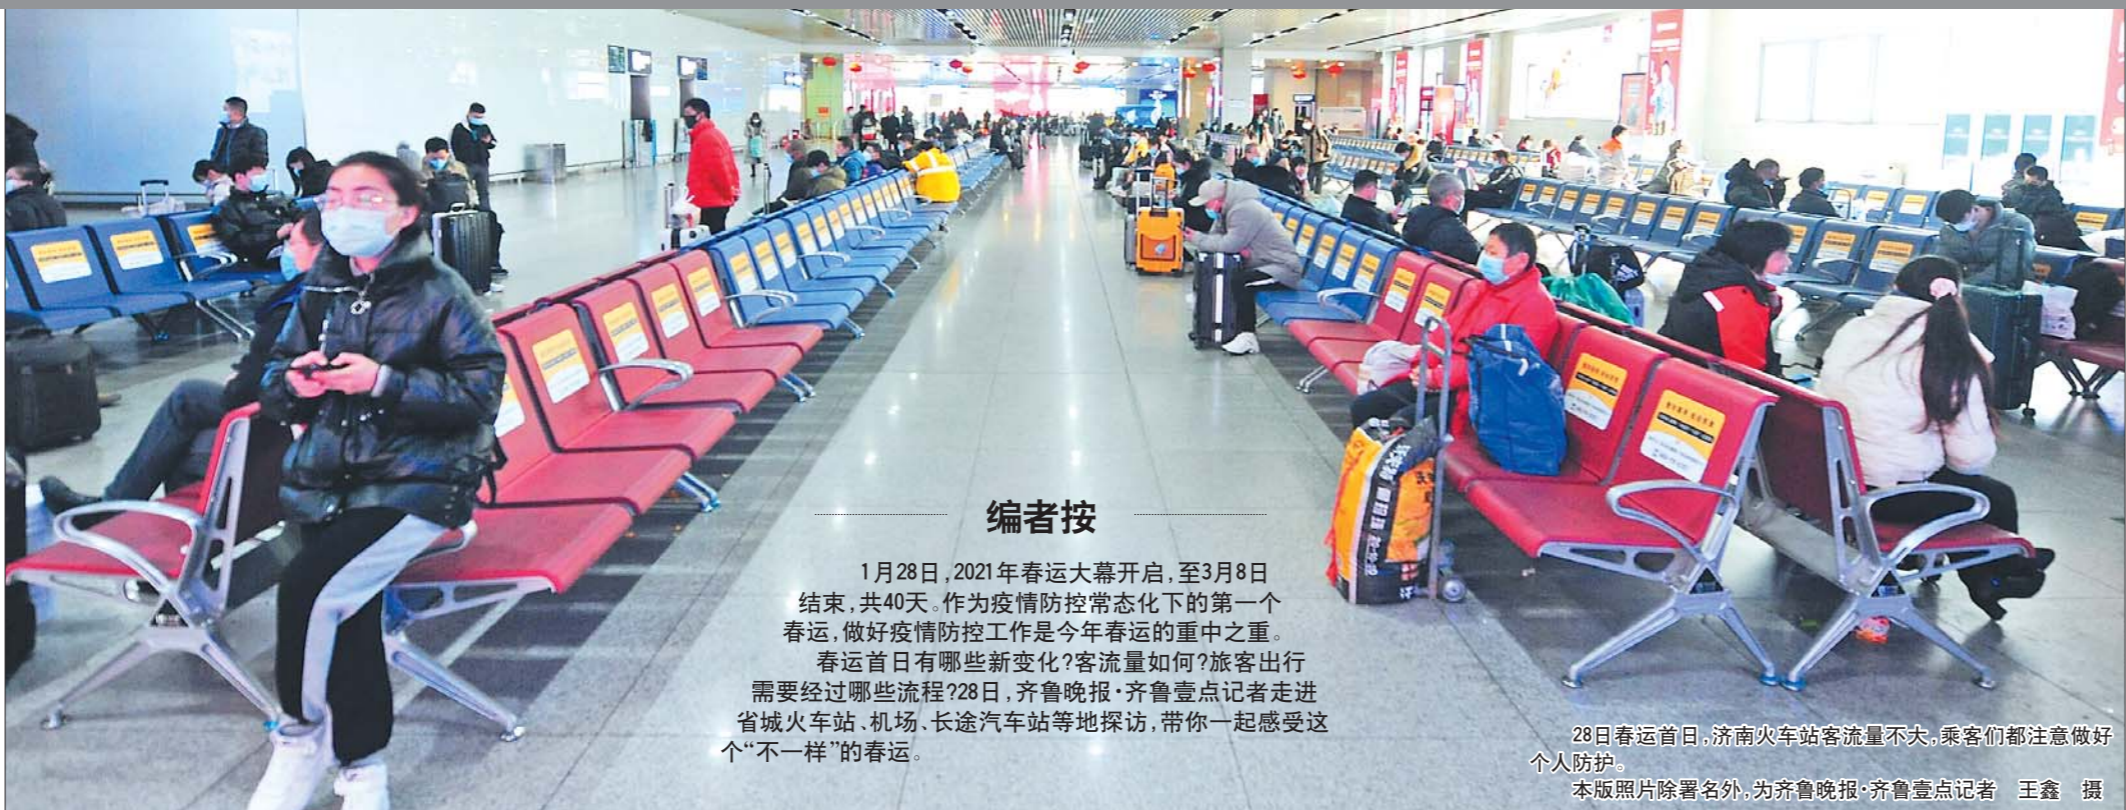 编者按
1月28日,2021年春运大幕开启,至3月8日
结束,共40天。作为疫情防控常态化下的第一个
春运,做好疫情防控工作是今年春运的重中之重。
春运首日有哪些新变化?客流量如何?旅客出行
需要经过哪些流程?28日,齐鲁晚报·齐鲁壹点记者走进
省城火车站、机场、长途汽车站等地探访,带你一起感受这
个“不一样”的春运。
28日春运首日,济南火车站客流量不大,乘客们都注意做好
个人防护。
本版照片除署名外,为齐鲁晚报·齐鲁壹点记者 王鑫 摄